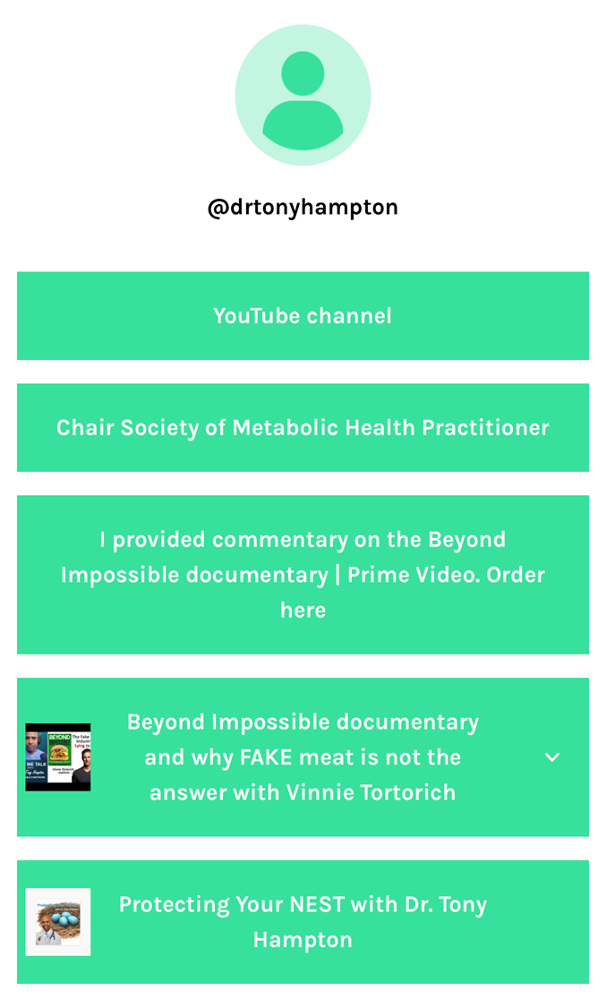 @drtonyhampton
YouTube channel
Chair Society of Metabolic Health Practitioner
I provided commentary on the Beyond
Impossible documentary | Prime Video. Order
here
BEYOND
The Fake
Lying to
WE TALK
Beyond Impossible documentary
and why FAKE meat is not the
answer with Vinnie Tortorich
Protecting Your NEST with Dr. Tony
Hampton